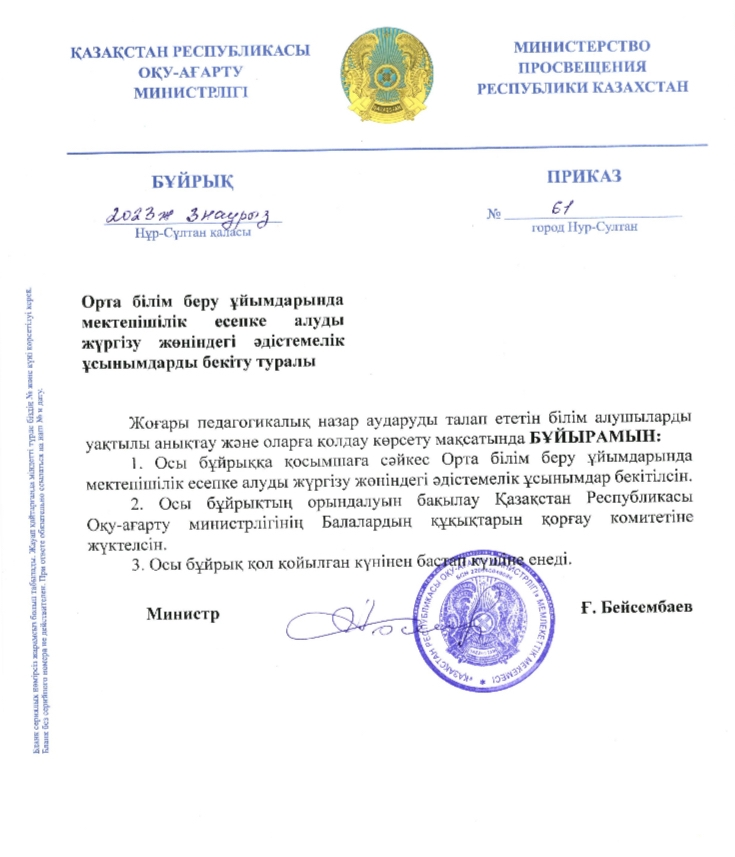 ҚАЗАҚСТАН РЕСПУБЛИКАСЫ
ОҚУ-АҒАРТУ
МИНИСТРЛІГІ
МИНИСТЕРСТВО
ПРОСВЕЩЕНИЯ
РЕСПУБЛИКИ КАЗАХСТАН
БҰЙРЫҚ
2023ж 3 наурыз
Нұр-Сұлтан қаласы
ПРИКАЗ
№ 61
город Нур-Султан
Орта білім беру ұйымдарында
мектепішілік есепке алуды
жүргізу жөніндегі әдістемелік
ұсынымдарды бекіту туралы
Жоғары педагогикалық назар аударуды талап ететін білім алушыларды
уақтылы анықтау және оларға қолдау көрсету мақсатында БҰЙЫРАМЫН:
1. Осы бұйрыққа қосымшаға сәйкес Орта білім беру ұйымдарында
мектепішілік есепке алуды жүргізу жөніндегі әдістемелік ұсынымдар бекітілсін.
2. Осы бұйрықтың орындалуын бақылау Қазақстан Республикасы
Оқу-ағарту министрлігінің Балалардың құқықтарын қорғау комитетіне
жүктелсін.
3. Осы бұйрық қол қойылған күнінен бастап күшіне енеді.
Министр
Ғ. Бейсембаев
«ҚАЗАҚСТАН РЕСПУБЛИКАСЫ ОҚУ-АҒАРТУ МИНИСТРЛІГІ» МЕМЛЕКЕТТІК МЕКЕМЕСІ
Бланк сериялық нөмірсіз жарамсыз болып табылады. Жауап қайтарғанда міндетті түрде біздің № және күні көрсетілуі керек.
Бланк без серийного номера не действителен. При ответе обязательно ссылаться на наш № и дату.